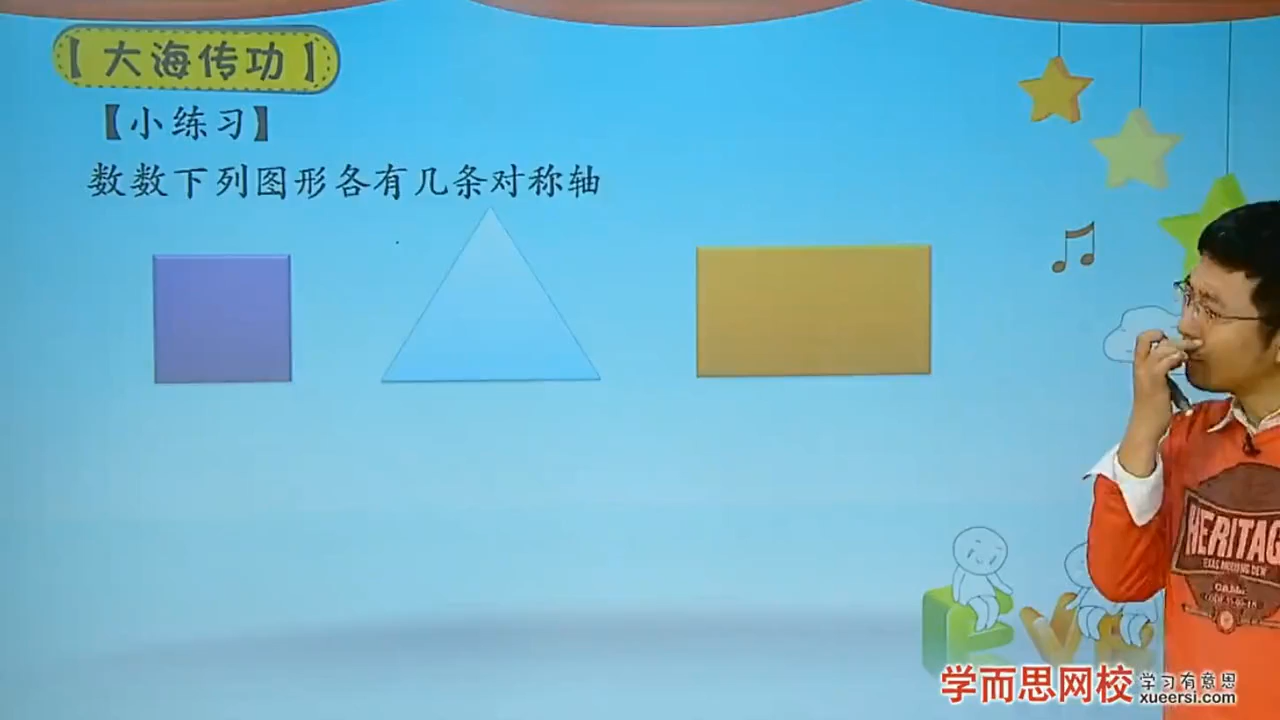 【大海传功】
【小练习】
数数下列图形各有几条对称轴
HERITAG
学而思网校
学习有意思
xueersi.com